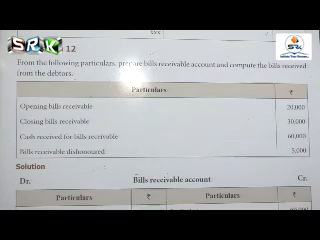 xxx
SRK 12
SRK
From the following particulars, prepare bills receivable account and compute the bills received
from the debtors.
Particulars ₹
Opening bills receivable 20,000
Closing bills receivable 30,000
Cash received for bills receivable 60,000
Bills receivable dishonoured 5,000
Solution
Dr. Bills receivable account Cr.
Particulars ₹ Particulars ₹